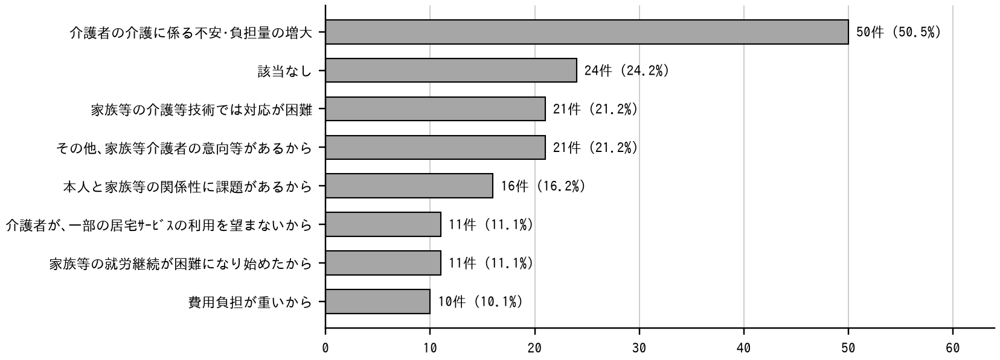 介護者の介護に係る不安･負担量の増大 50件 (50.5%)
該当なし 24件 (24.2%)
家族等の介護等技術では対応が困難 21件 (21.2%)
その他､家族等介護者の意向等があるから 21件 (21.2%)
本人と家族等の関係性に課題があるから 16件 (16.2%)
介護者が､一部の居宅ｻｰﾋﾞｽの利用を望まないから 11件 (11.1%)
家族等の就労継続が困難になり始めたから 11件 (11.1%)
費用負担が重いから 10件 (10.1%)
0 10 20 30 40 50 60